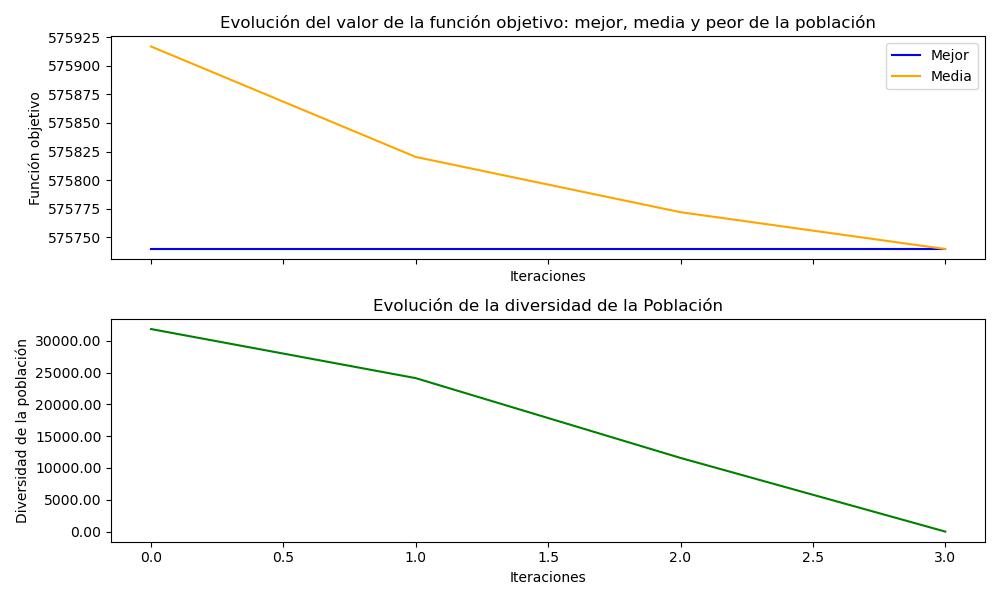 Evolución del valor de la función objetivo: mejor, media y peor de la población
575925
575900
575875
575850
575825
575800
575775
575750
Función objetivo
Mejor
Media
Iteraciones
Evolución de la diversidad de la Población
30000.00
25000.00
20000.00
15000.00
10000.00
5000.00
0.00
Diversidad de la población
0.0 0.5 1.0 1.5 2.0 2.5 3.0
Iteraciones